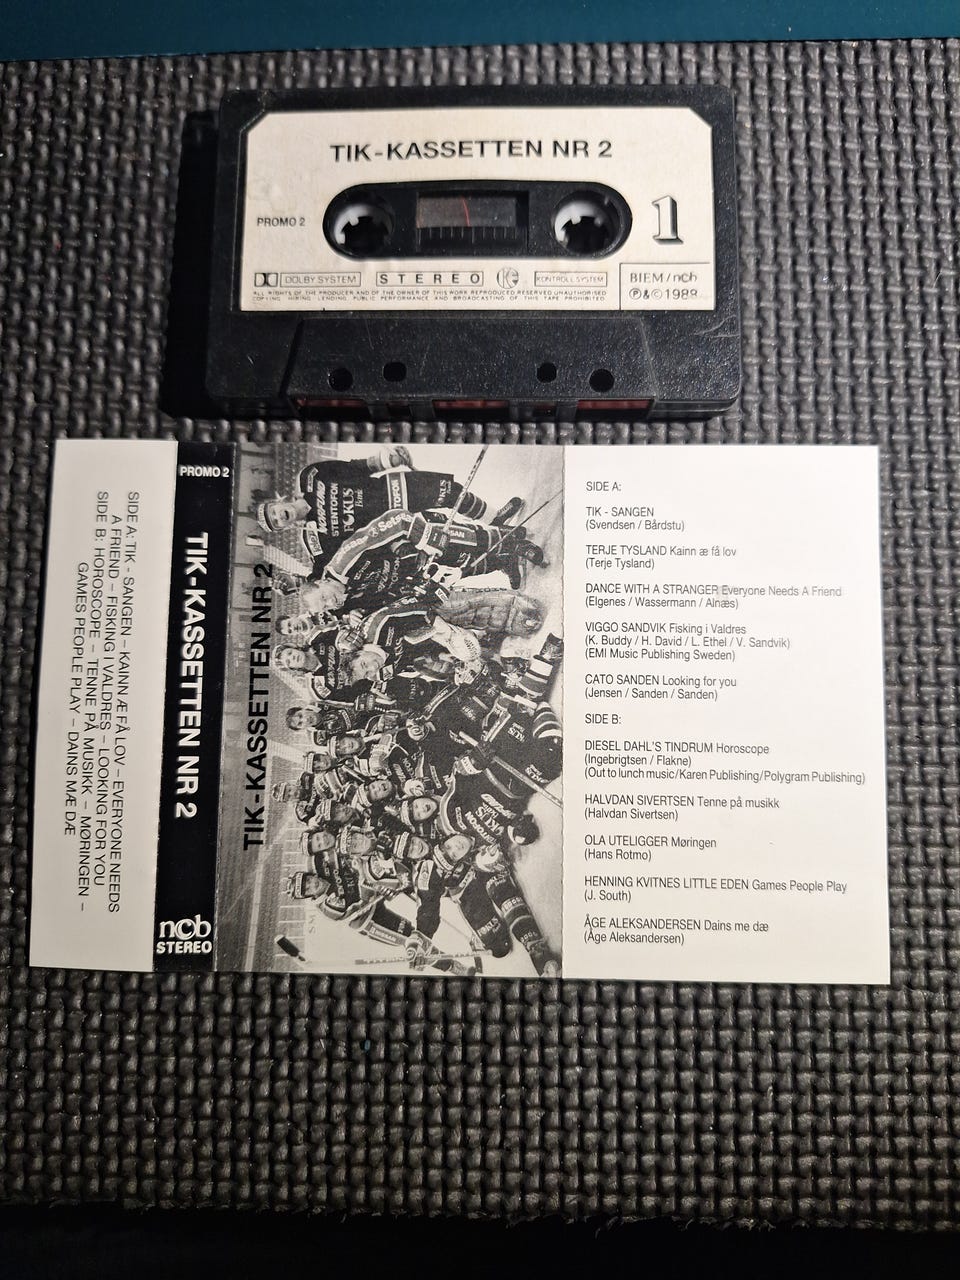 TIK-KASSETTEN NR 2
PROMO 2
1
DOLBY SYSTEM
STEREO
KONTROLL SYSTEM
BIEM/ncb
Ⓟ&©1988
ALL RIGHTS OF THE PRODUCER AND OF THE OWNER OF THIS WORK REPRODUCED RESERVED UNAUTHORISED
COPYING HIRING LENDING PUBLIC PERFORMANCE AND BROADCASTING OF THIS TAPE PROHIBITED
SIDE A: TIK - SANGEN – KAINN Æ FÅ LOV – EVERYONE NEEDS
A FRIEND – FISKING I VALDRES – LOOKING FOR YOU
SIDE B: HOROSCOPE – TENNE PÅ MUSIKK – MØRINGEN –
GAMES PEOPLE PLAY – DAINS MÆ DÆ
PROMO 2
TIK-KASSETTEN NR 2
ncb
STEREO
TIK-KASSETTEN NR 2
STENTOFON
FOKUS
Bank
SIDE A:
TIK - SANGEN
(Svendsen / Bårdstu)
TERJE TYSLAND Kainn æ få lov
(Terje Tysland)
DANCE WITH A STRANGER Everyone Needs A Friend
(Elgenes / Wassermann / Alnæs)
VIGGO SANDVIK Fisking i Valdres
(K. Buddy / H. David / L. Ethel / V. Sandvik)
(EMI Music Publishing Sweden)
CATO SANDEN Looking for you
(Jensen / Sanden / Sanden)
SIDE B:
DIESEL DAHL'S TINDRUM Horoscope
(Ingebrigtsen / Flakne)
(Out to lunch music/Karen Publishing/Polygram Publishing)
HALVDAN SIVERTSEN Tenne på musikk
(Halvdan Sivertsen)
OLA UTELIGGER Møringen
(Hans Rotmo)
HENNING KVITNES LITTLE EDEN Games People Play
(J. South)
ÅGE ALEKSANDERSEN Dains me dæ
(Åge Aleksandersen)